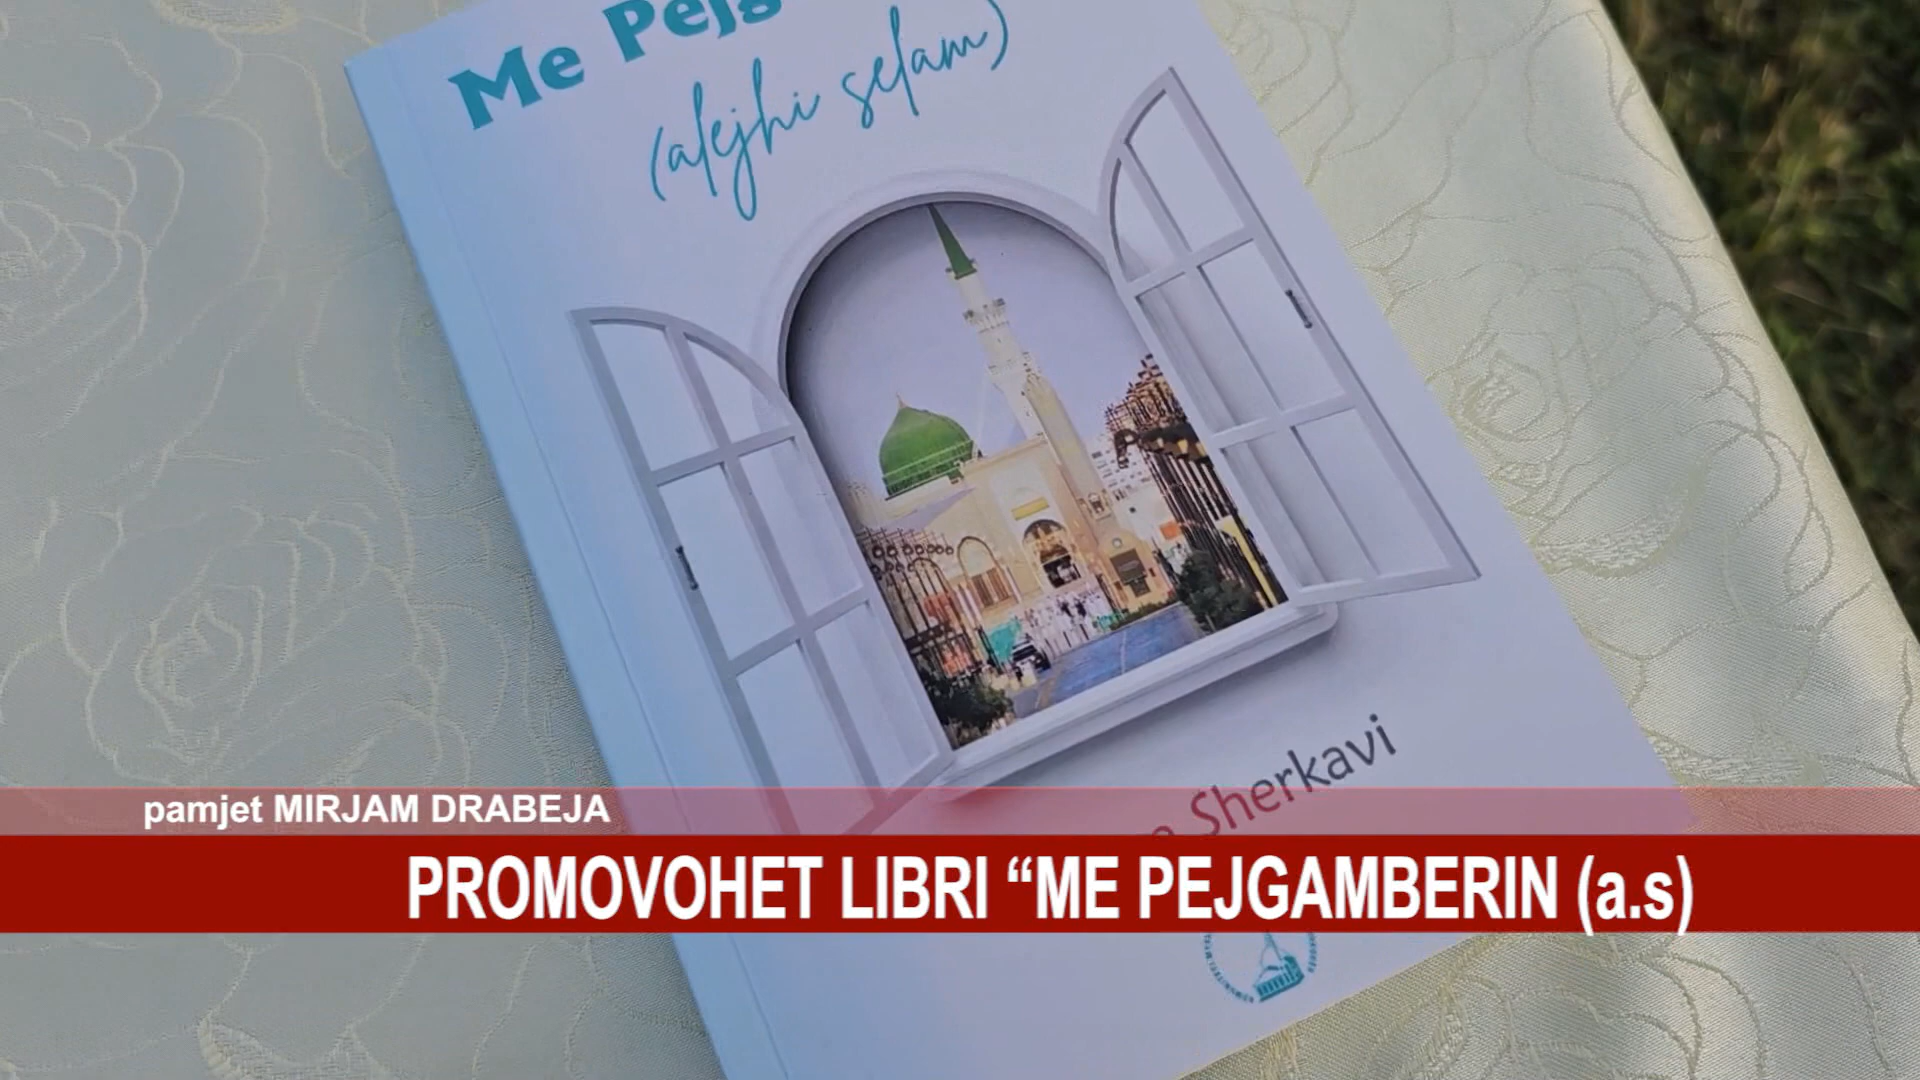 Me Pejg
(alejhi selam)
Sherkavi
pamjet MIRJAM DRABEJA
PROMOVOHET LIBRI “ME PEJGAMBERIN (a.s)